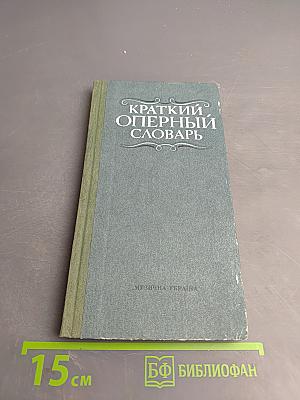 КРАТКИЙ
ОПЕРНЫЙ
СЛОВАРЬ
МУЗИЧНА УКРАЇНА
15 см
БФ БИБЛИОФАН